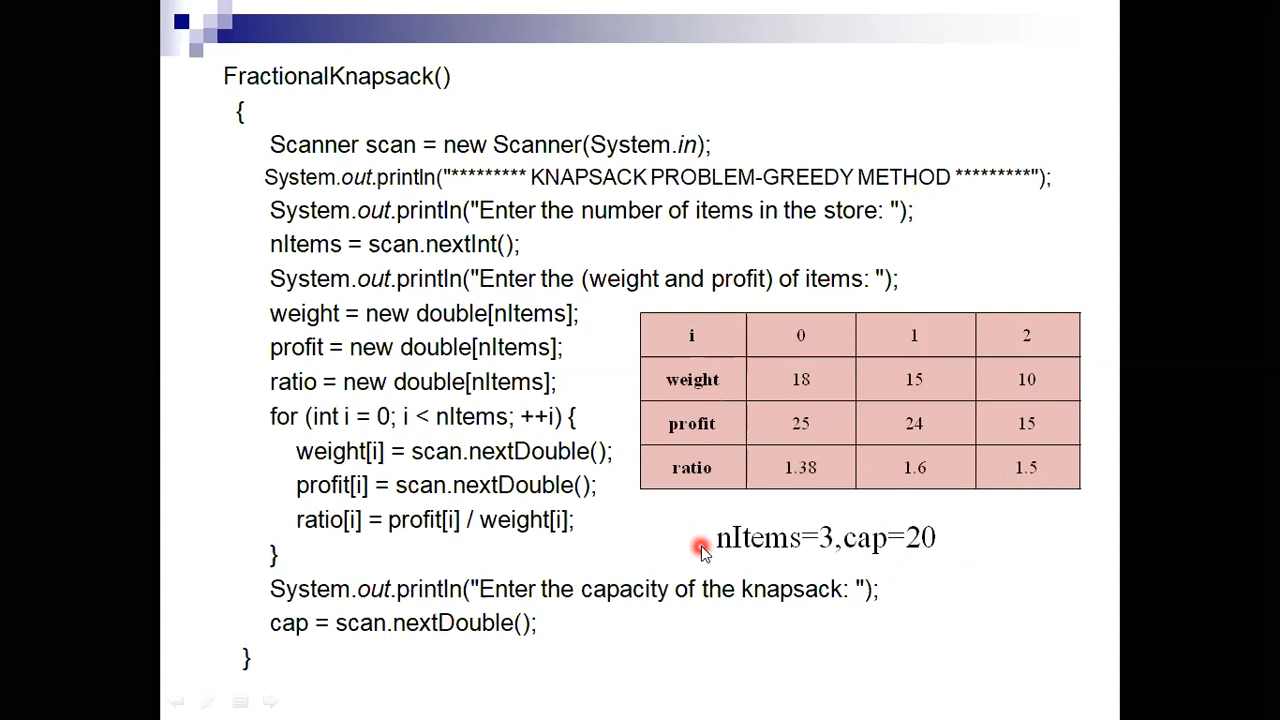 FractionalKnapsack()
{
Scanner scan = new Scanner(System.in);
System.out.println("********* KNAPSACK PROBLEM-GREEDY METHOD *********");
System.out.println("Enter the number of items in the store: ");
nItems = scan.nextInt();
System.out.println("Enter the (weight and profit) of items: ");
weight = new double[nItems];
profit = new double[nItems];
ratio = new double[nItems];
for (int i = 0; i < nItems; ++i) {
weight[i] = scan.nextDouble();
profit[i] = scan.nextDouble();
ratio[i] = profit[i] / weight[i];
}
System.out.println("Enter the capacity of the knapsack: ");
cap = scan.nextDouble();
}
i 0 1 2
weight 18 15 10
profit 25 24 15
ratio 1.38 1.6 1.5
nItems=3,cap=20